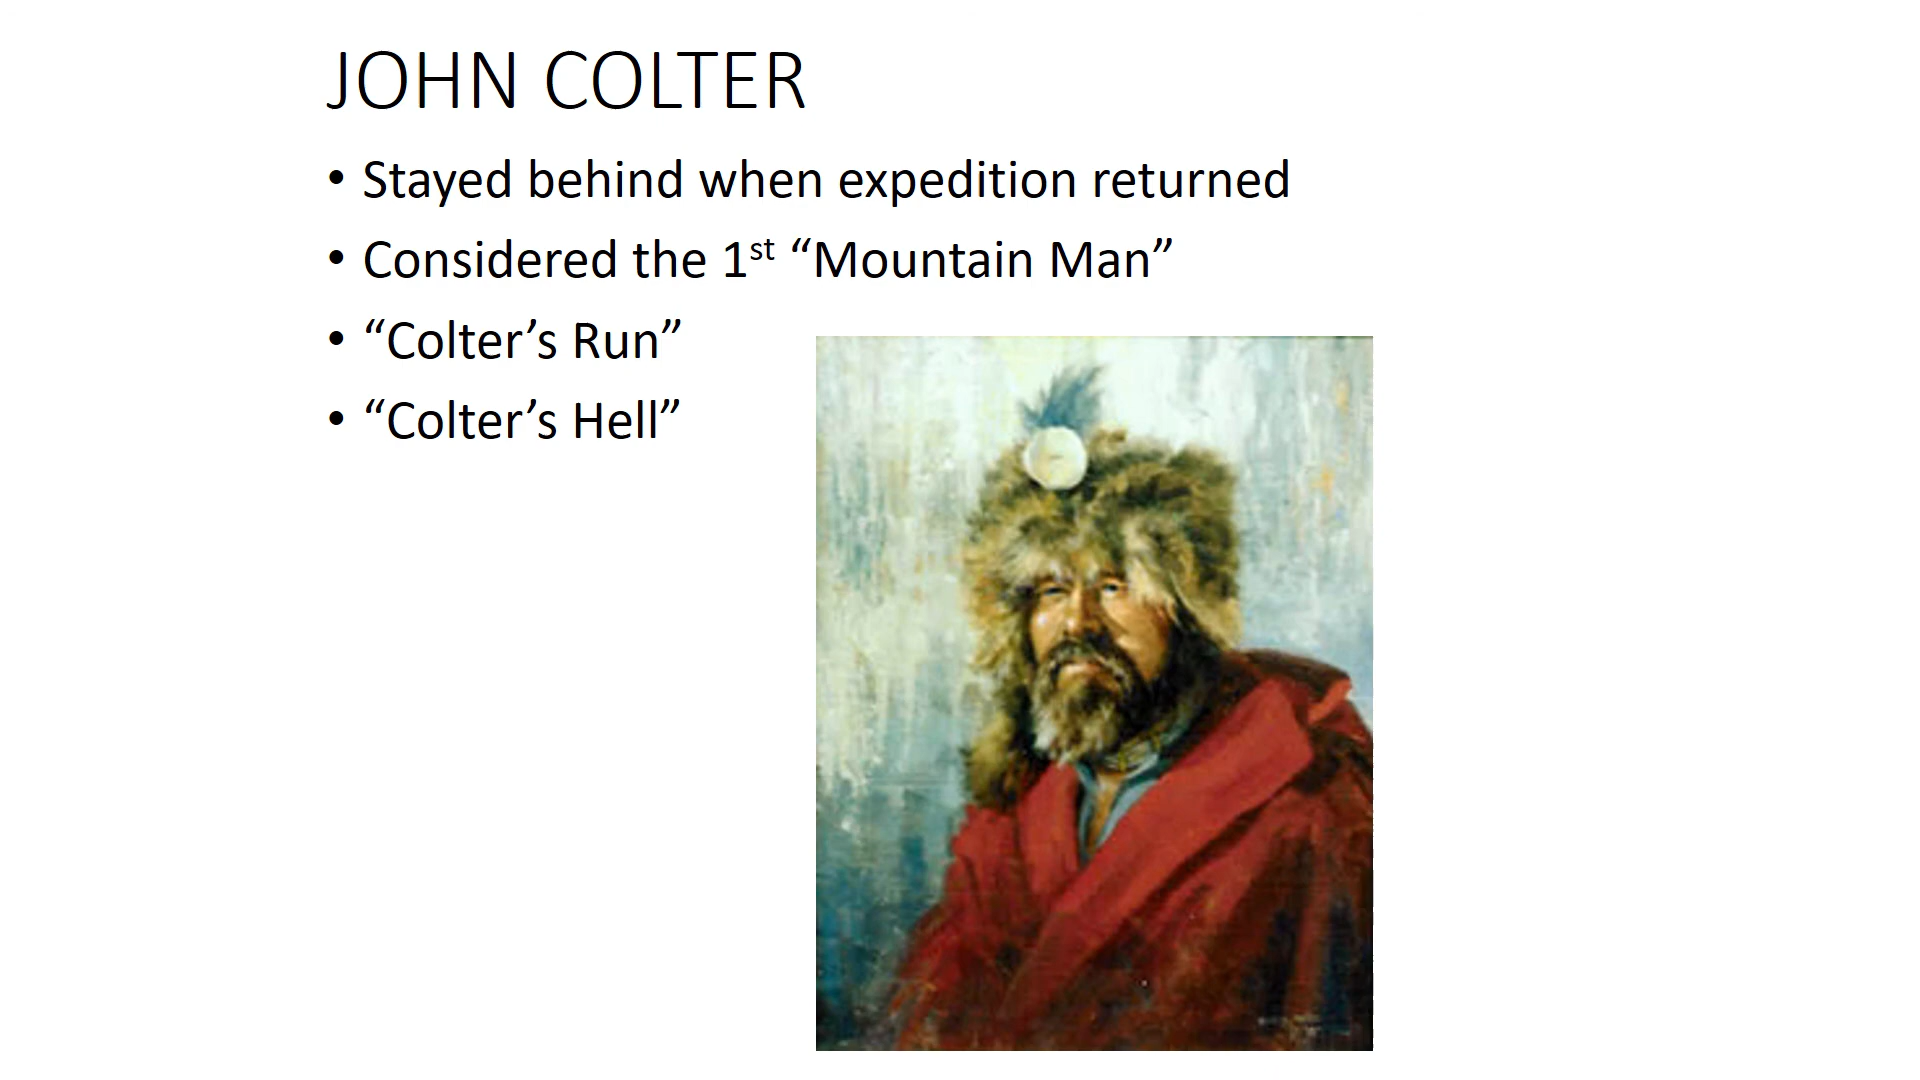 JOHN COLTER
• Stayed behind when expedition returned
• Considered the 1st “Mountain Man”
• “Colter’s Run”
• “Colter’s Hell”